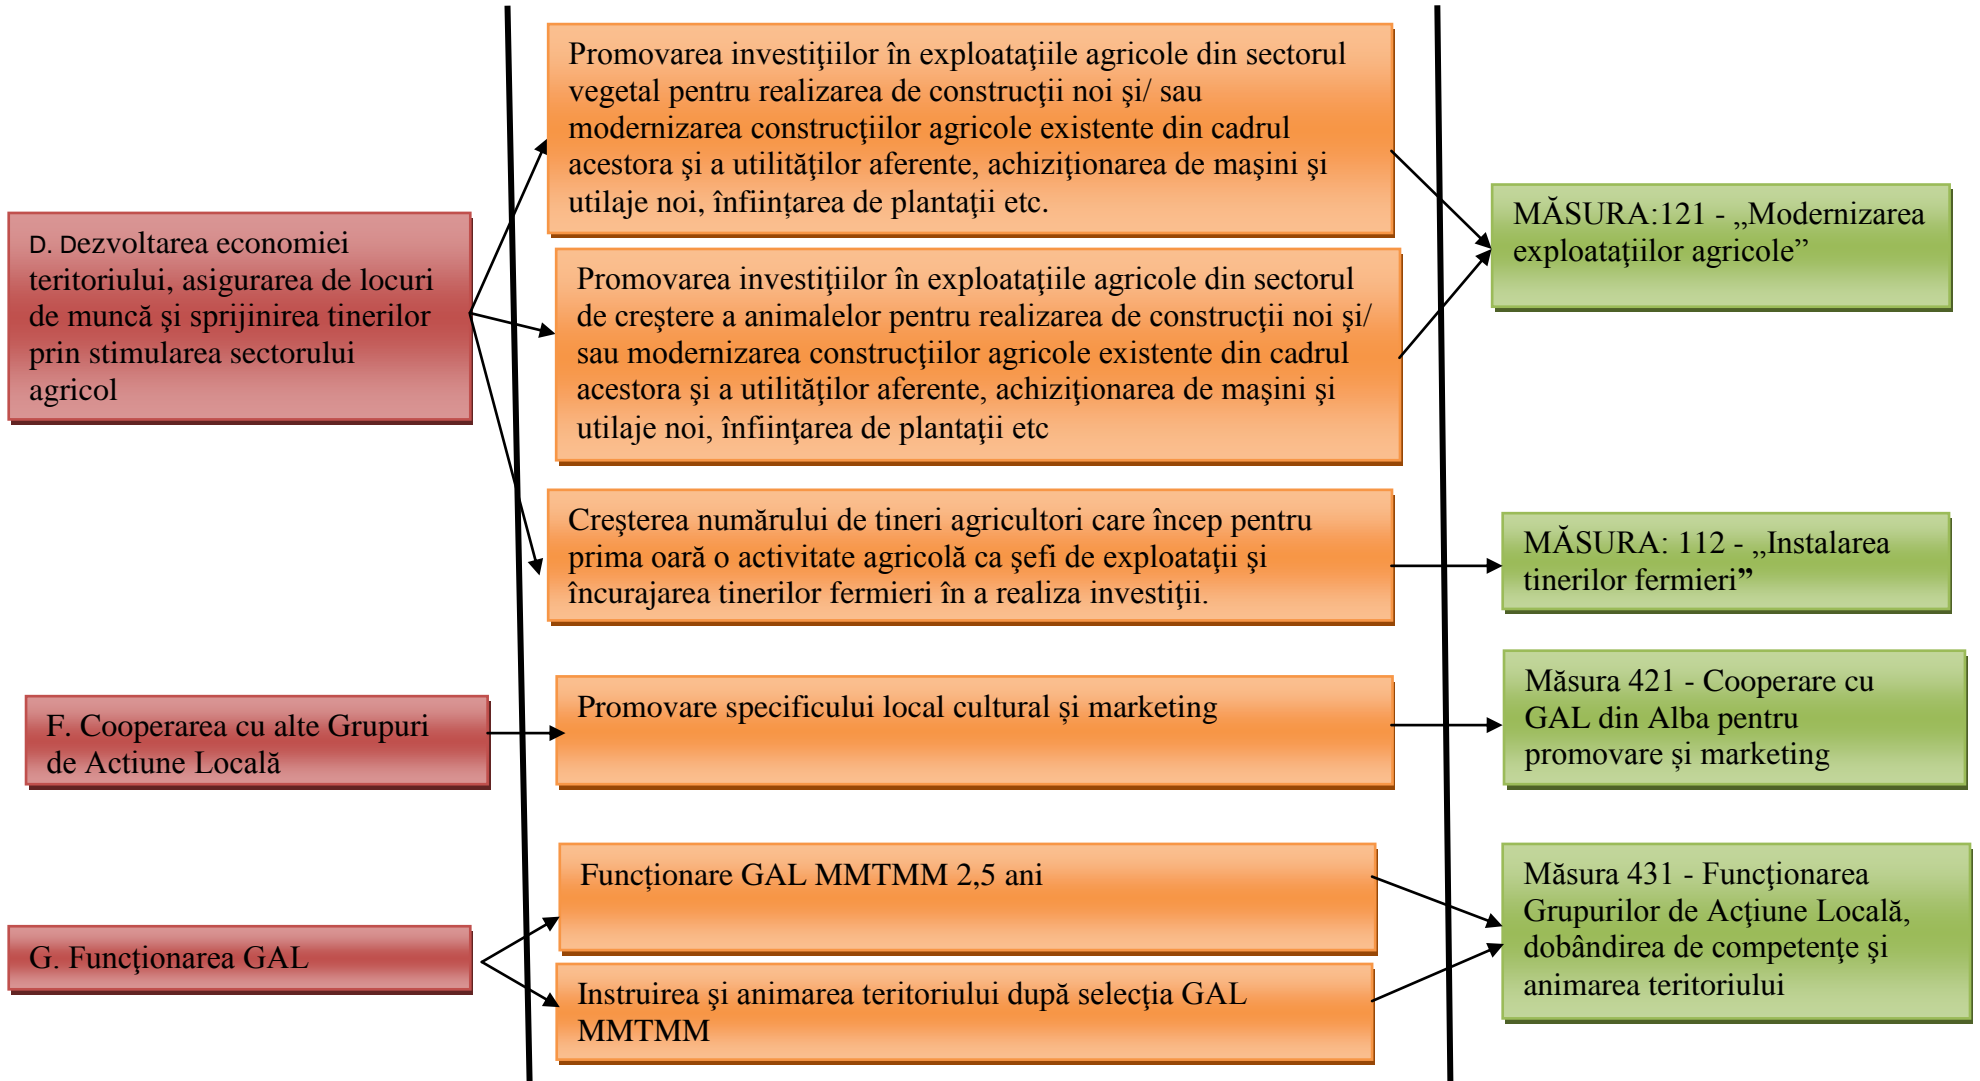 D. Dezvoltarea economiei
teritoriului, asigurarea de locuri
de muncă şi sprijinirea tinerilor
prin stimularea sectorului
agricol
Promovarea investiţiilor în exploataţiile agricole din sectorul
vegetal pentru realizarea de construcţii noi şi/ sau
modernizarea construcţiilor agricole existente din cadrul
acestora şi a utilităţilor aferente, achiziţionarea de maşini şi
utilaje noi, înființarea de plantații etc.
Promovarea investiţiilor în exploataţiile agricole din sectorul
de creştere a animalelor pentru realizarea de construcţii noi şi/
sau modernizarea construcţiilor agricole existente din cadrul
acestora şi a utilităţilor aferente, achiziţionarea de maşini şi
utilaje noi, înfiinţarea de plantaţii etc
Creşterea numărului de tineri agricultori care încep pentru
prima oară o activitate agricolă ca şefi de exploataţii şi
încurajarea tinerilor fermieri în a realiza investiţii.
MĂSURA:121 - „Modernizarea
exploataţiilor agricole”
MĂSURA: 112 - „Instalarea
tinerilor fermieri”
F. Cooperarea cu alte Grupuri
de Actiune Locală
Promovare specificului local cultural și marketing
Măsura 421 - Cooperare cu
GAL din Alba pentru
promovare și marketing
G. Funcţionarea GAL
Funcționare GAL MMTMM 2,5 ani
Instruirea şi animarea teritoriului după selecţia GAL
MMTMM
Măsura 431 - Funcţionarea
Grupurilor de Acţiune Locală,
dobândirea de competenţe şi
animarea teritoriului